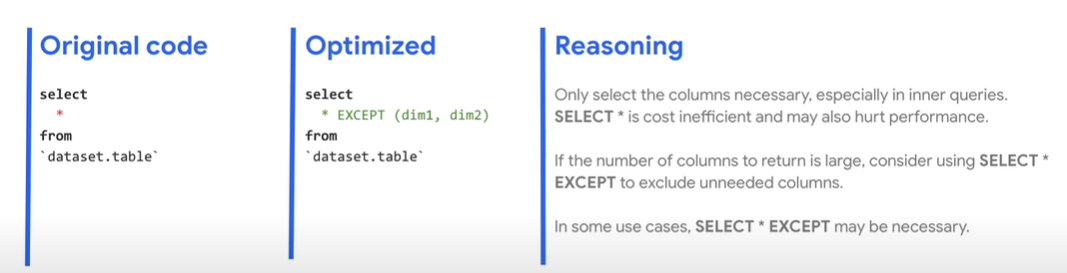 Original code
select
*
from
`dataset.table`
Optimized
select
* EXCEPT (dim1, dim2)
from
`dataset.table`
Reasoning
Only select the columns necessary, especially in inner queries.
SELECT * is cost inefficient and may also hurt performance.
If the number of columns to return is large, consider using SELECT *
EXCEPT to exclude unneeded columns.
In some use cases, SELECT * EXCEPT may be necessary.